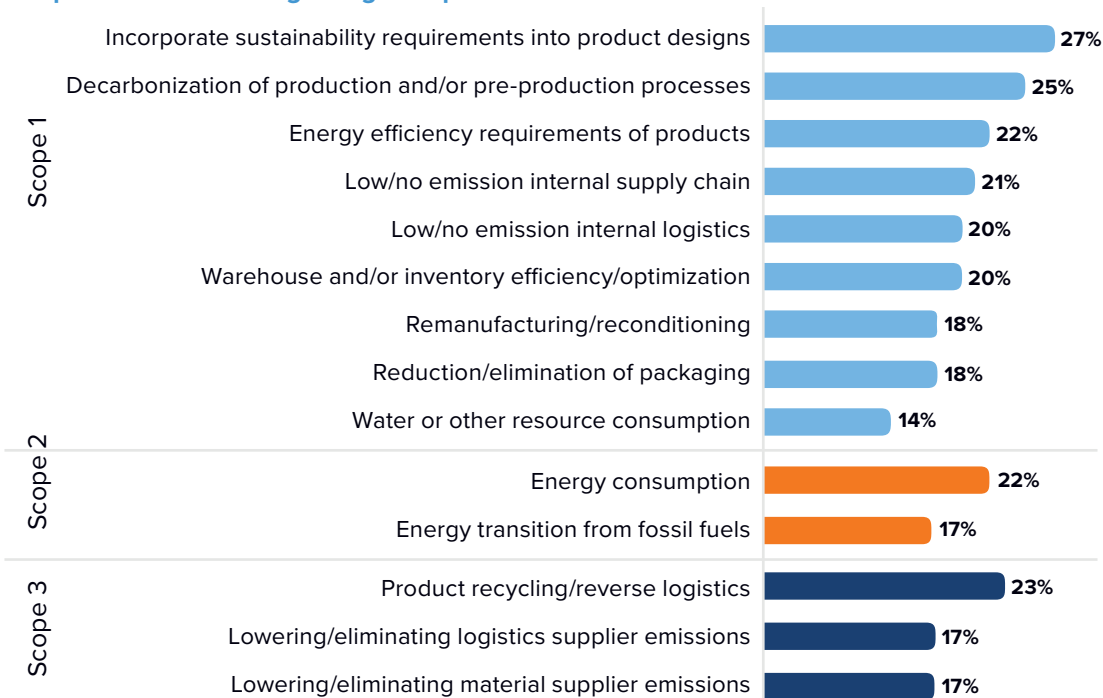 Scope 1
Incorporate sustainability requirements into product designs 27%
Decarbonization of production and/or pre-production processes 25%
Energy efficiency requirements of products 22%
Low/no emission internal supply chain 21%
Low/no emission internal logistics 20%
Warehouse and/or inventory efficiency/optimization 20%
Remanufacturing/reconditioning 18%
Reduction/elimination of packaging 18%
Water or other resource consumption 14%
Scope 2
Energy consumption 22%
Energy transition from fossil fuels 17%
Scope 3
Product recycling/reverse logistics 23%
Lowering/eliminating logistics supplier emissions 17%
Lowering/eliminating material supplier emissions 17%